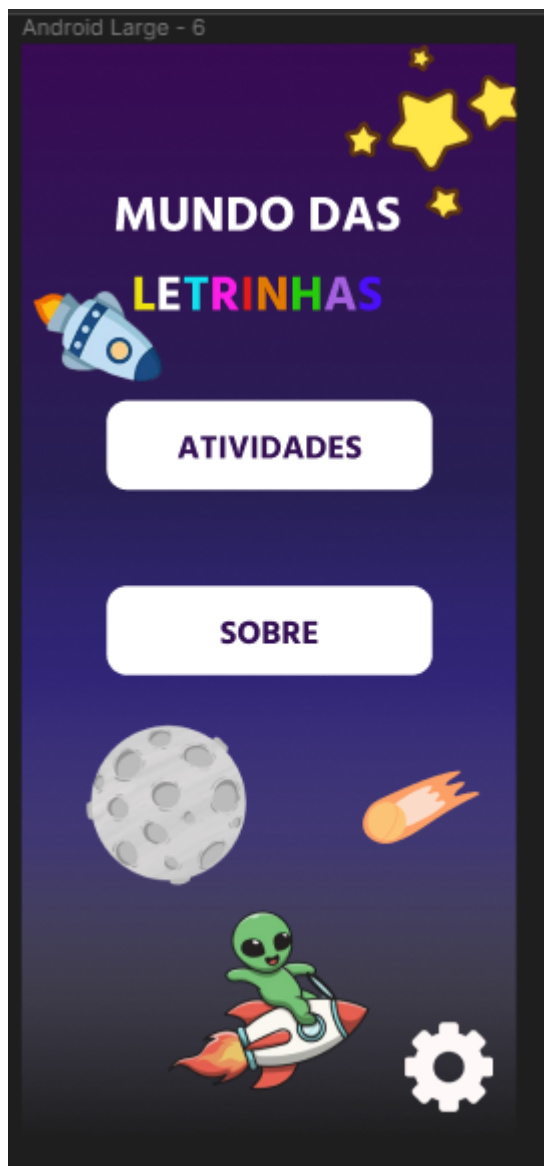 Android Large - 6
MUNDO DAS
LETRINHAS
ATIVIDADES
SOBRE